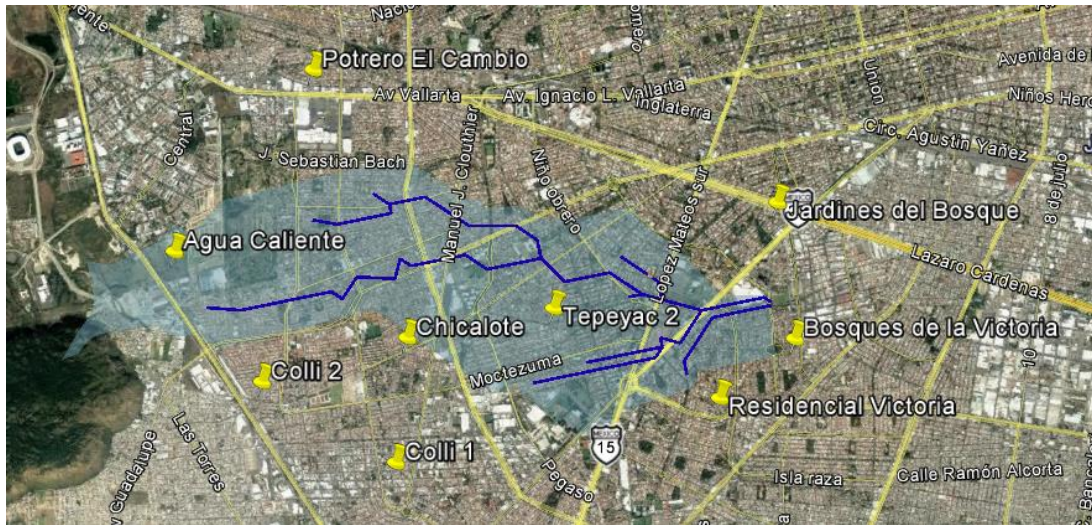 Nac
Potrero El Cambio
Av Vallarta
Av. Ignacio L. Vallarta
Inglaterra
Union
Avenida de
Niños Hero
Circ. Agustin Yañez
Central
J. Sebastian Bach
Manuel J. Clouthier
Niño obrero
Lopez Mateos sur
8 de julio
Jardines del Bosque
Agua Caliente
Lazaro Cardenas
Chicalote
Tepeyac 2
Bosques de la Victoria
Moctezuma
Colli 2
10
Residencial Victoria
Las Torres
v Guadalupe
Colli 1
15
Pegaso
Isla raza
Calle Ramón Alcorta